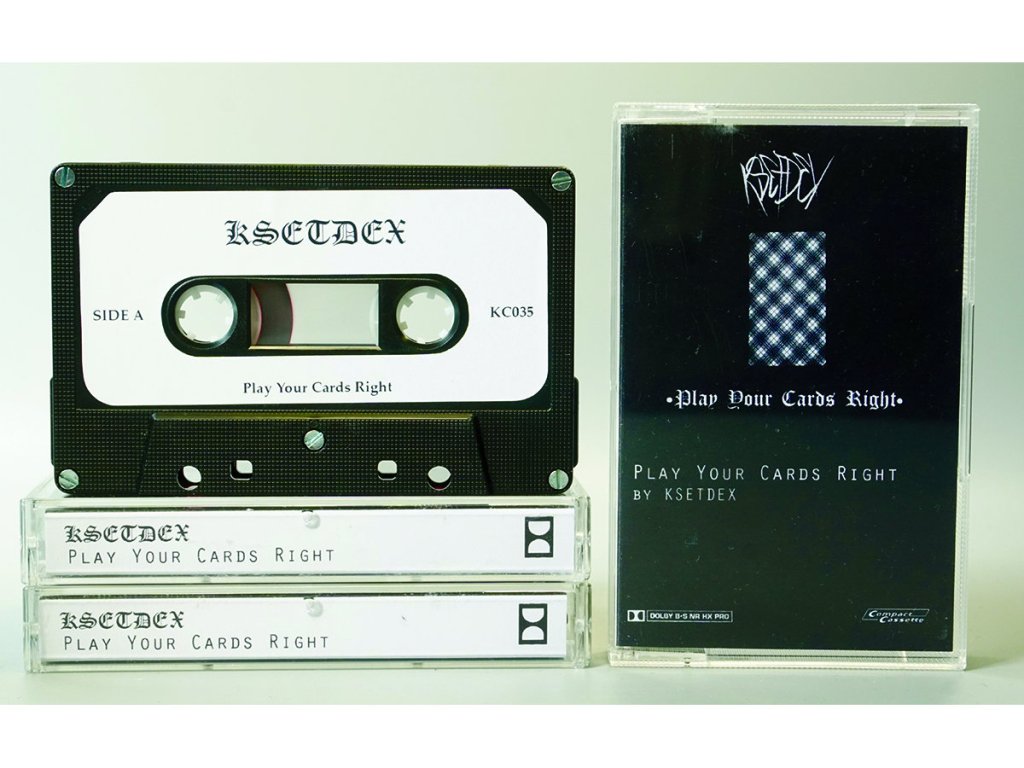 KSETDEX
SIDE A
KC035
Play Your Cards Right
KSETDEX
PLAY YOUR CARDS RIGHT
KSETDEX
PLAY YOUR CARDS RIGHT
KSETDEX
•Play Your Cards Right•
PLAY YOUR CARDS RIGHT
BY KSETDEX
DOLBY B·S NR HX PRO
Compact
Cassette